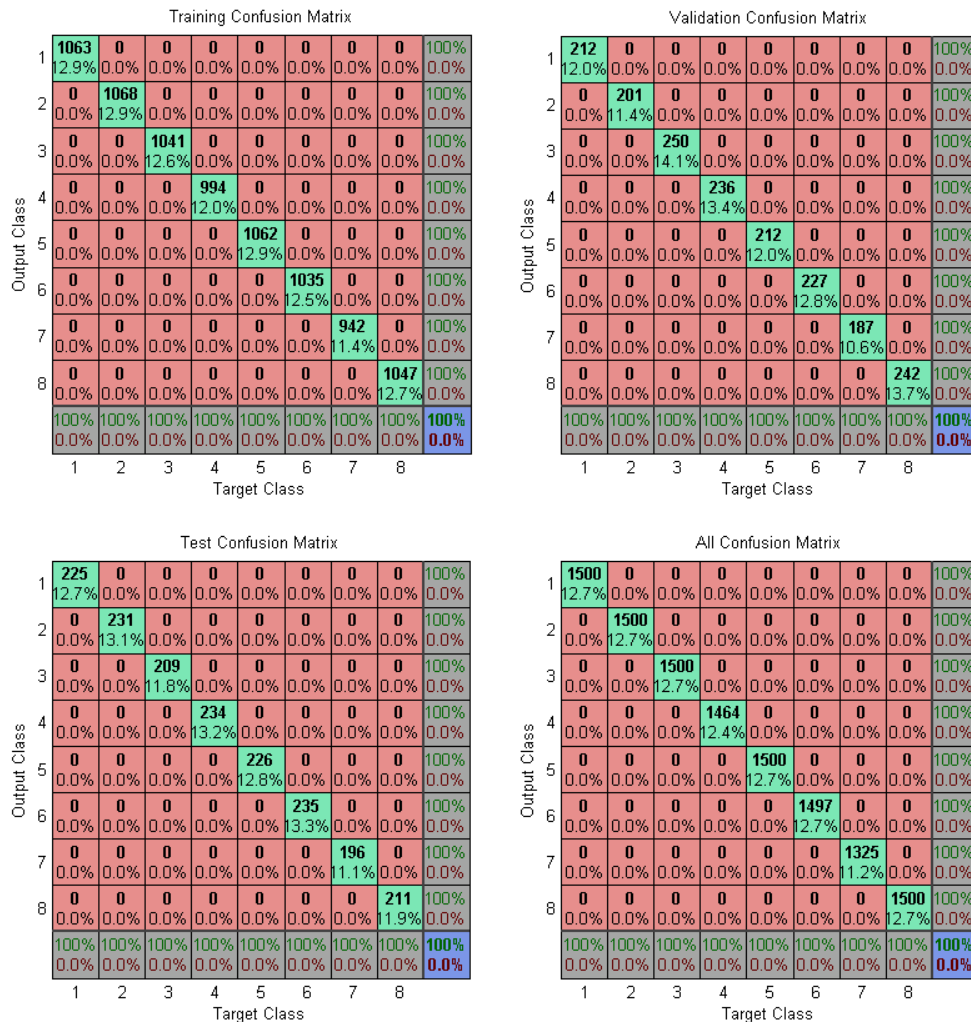 Training Confusion Matrix
1063 0 0 0 0 0 0 0 100%
1 12.9% 0.0% 0.0% 0.0% 0.0% 0.0% 0.0% 0.0% 0.0%
0 1068 0 0 0 0 0 0 100%
2 0.0% 12.9% 0.0% 0.0% 0.0% 0.0% 0.0% 0.0% 0.0%
0 0 1041 0 0 0 0 0 100%
3 0.0% 0.0% 12.6% 0.0% 0.0% 0.0% 0.0% 0.0% 0.0%
0 0 0 994 0 0 0 0 100%
4 0.0% 0.0% 0.0% 12.0% 0.0% 0.0% 0.0% 0.0% 0.0%
0 0 0 0 1062 0 0 0 100%
5 0.0% 0.0% 0.0% 0.0% 12.9% 0.0% 0.0% 0.0% 0.0%
0 0 0 0 0 1035 0 0 100%
6 0.0% 0.0% 0.0% 0.0% 0.0% 12.5% 0.0% 0.0% 0.0%
0 0 0 0 0 0 942 0 100%
7 0.0% 0.0% 0.0% 0.0% 0.0% 0.0% 11.4% 0.0% 0.0%
0 0 0 0 0 0 0 1047 100%
8 0.0% 0.0% 0.0% 0.0% 0.0% 0.0% 0.0% 12.7% 0.0%
100% 100% 100% 100% 100% 100% 100% 100% 100%
0.0% 0.0% 0.0% 0.0% 0.0% 0.0% 0.0% 0.0% 0.0%
1 2 3 4 5 6 7 8
Target Class
Output Class
Validation Confusion Matrix
212 0 0 0 0 0 0 0 100%
1 12.0% 0.0% 0.0% 0.0% 0.0% 0.0% 0.0% 0.0% 0.0%
0 201 0 0 0 0 0 0 100%
2 0.0% 11.4% 0.0% 0.0% 0.0% 0.0% 0.0% 0.0% 0.0%
0 0 250 0 0 0 0 0 100%
3 0.0% 0.0% 14.1% 0.0% 0.0% 0.0% 0.0% 0.0% 0.0%
0 0 0 236 0 0 0 0 100%
4 0.0% 0.0% 0.0% 13.4% 0.0% 0.0% 0.0% 0.0% 0.0%
0 0 0 0 212 0 0 0 100%
5 0.0% 0.0% 0.0% 0.0% 12.0% 0.0% 0.0% 0.0% 0.0%
0 0 0 0 0 227 0 0 100%
6 0.0% 0.0% 0.0% 0.0% 0.0% 12.8% 0.0% 0.0% 0.0%
0 0 0 0 0 0 187 0 100%
7 0.0% 0.0% 0.0% 0.0% 0.0% 0.0% 10.6% 0.0% 0.0%
0 0 0 0 0 0 0 242 100%
8 0.0% 0.0% 0.0% 0.0% 0.0% 0.0% 0.0% 13.7% 0.0%
100% 100% 100% 100% 100% 100% 100% 100% 100%
0.0% 0.0% 0.0% 0.0% 0.0% 0.0% 0.0% 0.0% 0.0%
1 2 3 4 5 6 7 8
Target Class
Output Class
Test Confusion Matrix
225 0 0 0 0 0 0 0 100%
1 12.7% 0.0% 0.0% 0.0% 0.0% 0.0% 0.0% 0.0% 0.0%
0 231 0 0 0 0 0 0 100%
2 0.0% 13.1% 0.0% 0.0% 0.0% 0.0% 0.0% 0.0% 0.0%
0 0 209 0 0 0 0 0 100%
3 0.0% 0.0% 11.8% 0.0% 0.0% 0.0% 0.0% 0.0% 0.0%
0 0 0 234 0 0 0 0 100%
4 0.0% 0.0% 0.0% 13.2% 0.0% 0.0% 0.0% 0.0% 0.0%
0 0 0 0 226 0 0 0 100%
5 0.0% 0.0% 0.0% 0.0% 12.8% 0.0% 0.0% 0.0% 0.0%
0 0 0 0 0 235 0 0 100%
6 0.0% 0.0% 0.0% 0.0% 0.0% 13.3% 0.0% 0.0% 0.0%
0 0 0 0 0 0 196 0 100%
7 0.0% 0.0% 0.0% 0.0% 0.0% 0.0% 11.1% 0.0% 0.0%
0 0 0 0 0 0 0 211 100%
8 0.0% 0.0% 0.0% 0.0% 0.0% 0.0% 0.0% 11.9% 0.0%
100% 100% 100% 100% 100% 100% 100% 100% 100%
0.0% 0.0% 0.0% 0.0% 0.0% 0.0% 0.0% 0.0% 0.0%
1 2 3 4 5 6 7 8
Target Class
Output Class
All Confusion Matrix
1500 0 0 0 0 0 0 0 100%
1 12.7% 0.0% 0.0% 0.0% 0.0% 0.0% 0.0% 0.0% 0.0%
0 1500 0 0 0 0 0 0 100%
2 0.0% 12.7% 0.0% 0.0% 0.0% 0.0% 0.0% 0.0% 0.0%
0 0 1500 0 0 0 0 0 100%
3 0.0% 0.0% 12.7% 0.0% 0.0% 0.0% 0.0% 0.0% 0.0%
0 0 0 1464 0 0 0 0 100%
4 0.0% 0.0% 0.0% 12.4% 0.0% 0.0% 0.0% 0.0% 0.0%
0 0 0 0 1500 0 0 0 100%
5 0.0% 0.0% 0.0% 0.0% 12.7% 0.0% 0.0% 0.0% 0.0%
0 0 0 0 0 1497 0 0 100%
6 0.0% 0.0% 0.0% 0.0% 0.0% 12.7% 0.0% 0.0% 0.0%
0 0 0 0 0 0 1325 0 100%
7 0.0% 0.0% 0.0% 0.0% 0.0% 0.0% 11.2% 0.0% 0.0%
0 0 0 0 0 0 0 1500 100%
8 0.0% 0.0% 0.0% 0.0% 0.0% 0.0% 0.0% 12.7% 0.0%
100% 100% 100% 100% 100% 100% 100% 100% 100%
0.0% 0.0% 0.0% 0.0% 0.0% 0.0% 0.0% 0.0% 0.0%
1 2 3 4 5 6 7 8
Target Class
Output Class